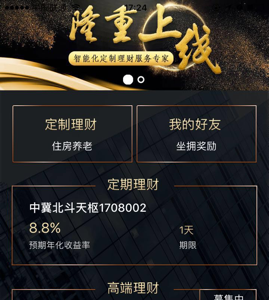 17:24
隆重上线
智能化定制理财服务专家
定制理财
住房养老
我的好友
坐拥奖励
定期理财
中冀北斗天枢1708002
8.8%
预期年化收益率
1天
期限
高端理财
募集中